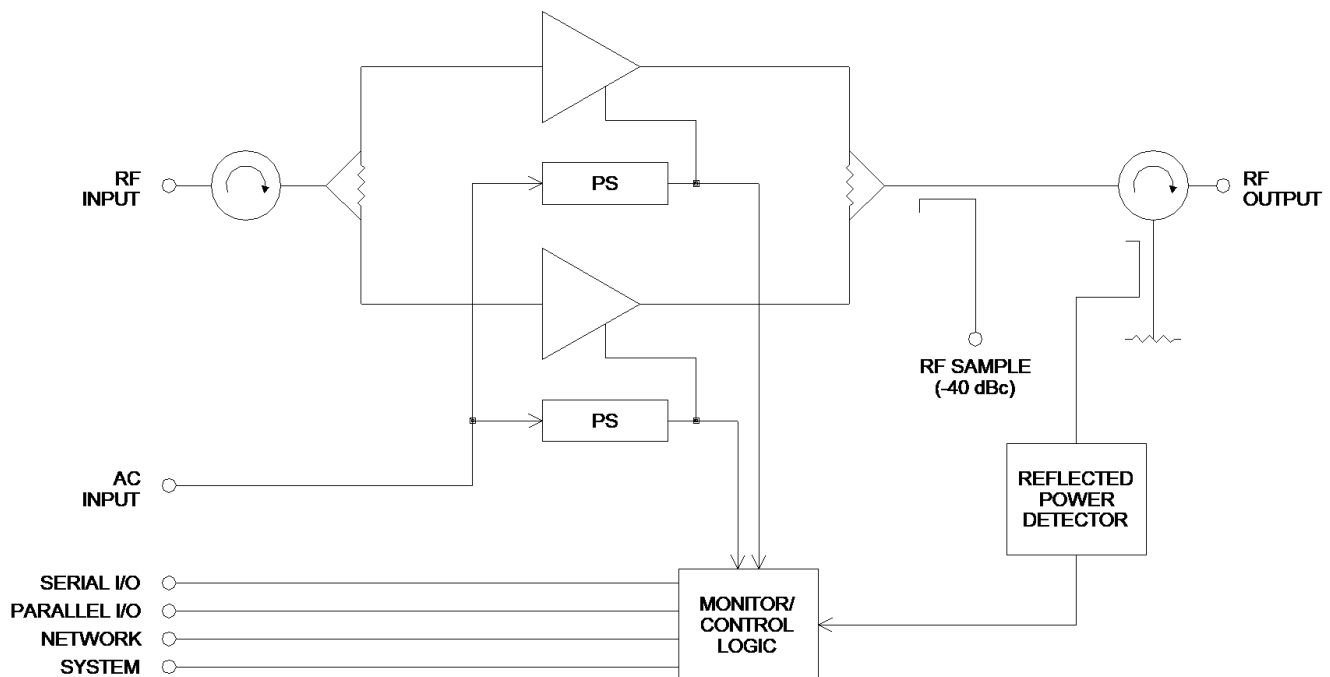 RF
INPUT
PS
RF
OUTPUT
RF SAMPLE
(-40 dBc)
PS
AC
INPUT
REFLECTED
POWER
DETECTOR
SERIAL I/O
PARALLEL I/O
NETWORK
SYSTEM
MONITOR/
CONTROL
LOGIC